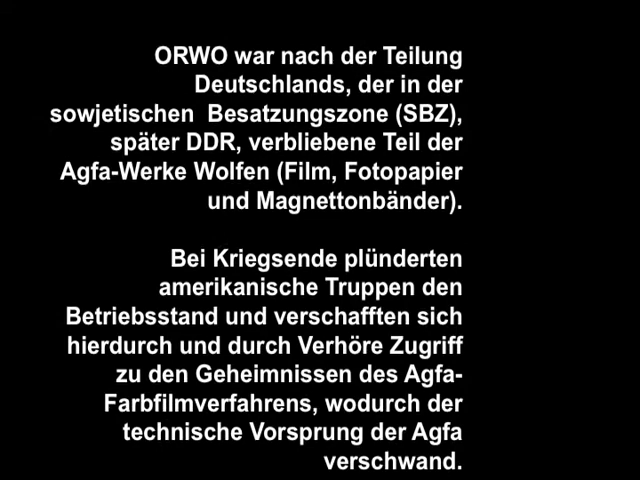 ORWO war nach der Teilung
Deutschlands, der in der
sowjetischen  Besatzungszone (SBZ),
später DDR, verbliebene Teil der
Agfa-Werke Wolfen (Film, Fotopapier
und Magnettonbänder).
Bei Kriegsende plünderten
amerikanische Truppen den
Betriebsstand und verschafften sich
hierdurch und durch Verhöre Zugriff
zu den Geheimnissen des Agfa-
Farbfilmverfahrens, wodurch der
technische Vorsprung der Agfa
verschwand.